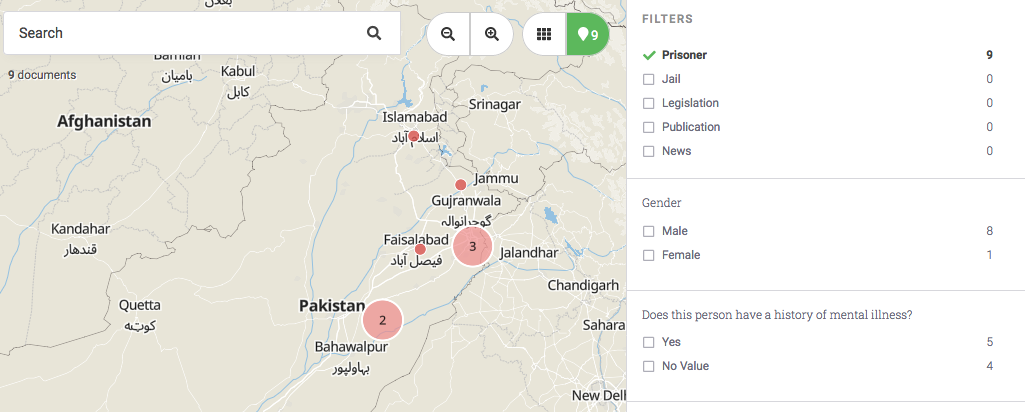 Search
9
9 documents
Bamian
بامیان
Kabul
کابل
Srinagar
Islamabad
اسلام آباد
Afghanistan
Jammu
Gujranwala
گوجرانوالہ
Kandahar
قندهار
Faisalabad
فیصل آباد
3
Jalandhar
Chandigarh
Quetta
کوټه
Pakistan
2
Sahara
Bahawalpur
بہاولپور
New Delh
FILTERS
Prisoner 9
Jail 0
Legislation 0
Publication 0
News 0
Gender
Male 8
Female 1
Does this person have a history of mental illness?
Yes 5
No Value 4